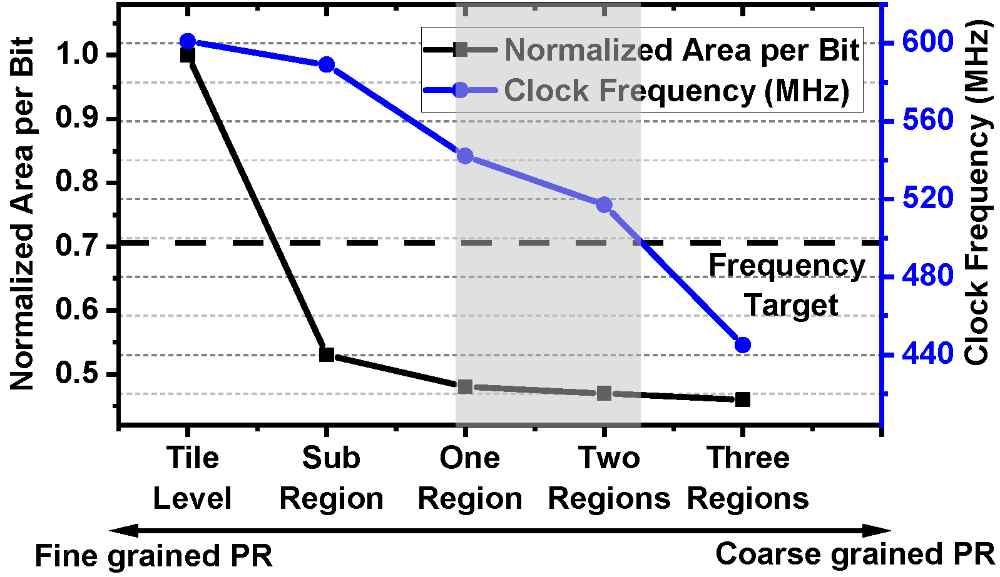 Normalized Area per Bit
Clock Frequency (MHz)
1.0
0.9
0.8
0.7
0.6
0.5
Normalized Area per Bit
600
560
520
480
440
Clock Frequency (MHz)
Frequency
Target
Tile
Level
Sub
Region
One
Region
Two
Regions
Three
Regions
Fine grained PR
Coarse grained PR